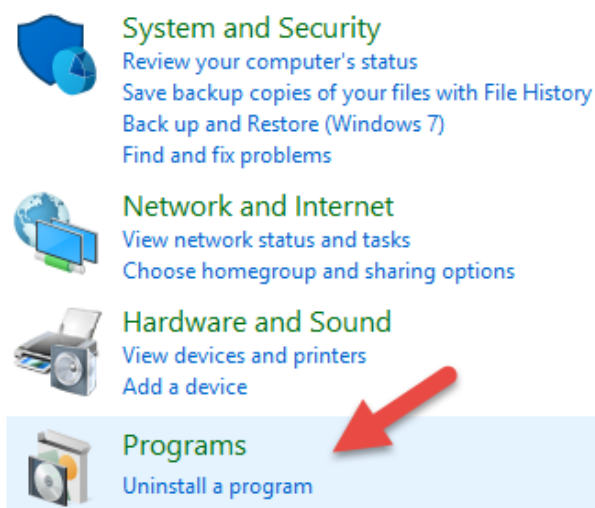 System and Security
Review your computer's status
Save backup copies of your files with File History
Back up and Restore (Windows 7)
Find and fix problems
Network and Internet
View network status and tasks
Choose homegroup and sharing options
Hardware and Sound
View devices and printers
Add a device
Programs
Uninstall a program